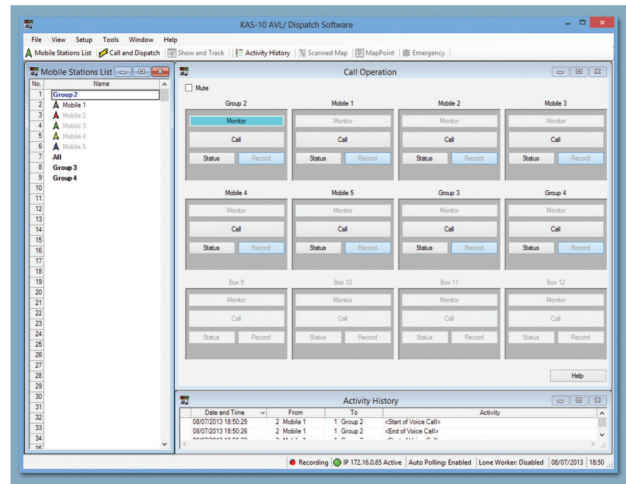 KAS-10 AVL/ Dispatch Software
File View Setup Tools Window Help
Mobile Stations List Call and Dispatch Show and Track Activity History Scanned Map MapPoint Emergency
Mobile Stations List
No. Name
1 Group 2
2 Mobile 1
3 Mobile 2
4 Mobile 3
5 Mobile 4
6 Mobile 5
7 All
8 Group 3
9 Group 4
10
11
12
13
14
15
16
17
18
19
20
21
22
23
24
25
26
27
28
29
30
31
32
33
34
Call Operation
Mute
Group 2 Mobile 1 Mobile 2 Mobile 3
Monitor Monitor Monitor Monitor
Call Call Call Call
Status Record Status Record Status Record Status Record
Mobile 4 Mobile 5 Group 3 Group 4
Monitor Monitor Monitor Monitor
Call Call Call Call
Status Record Status Record Status Record Status Record
Box 9 Box 10 Box 11 Box 12
Monitor Monitor Monitor Monitor
Call Call Call Call
Status Record Status Record Status Record Status Record
Help
Activity History
Date and Time From To Activity
08/07/2013 18:50:29 2 Mobile 1 1 Group 2 <Start of Voice Call>
08/07/2013 18:50:26 2 Mobile 1 1 Group 2 <End of Voice Call>
Recording IP 172.16.0.65 Active Auto Polling: Enabled Lone Worker: Disabled 08/07/2013 18:50